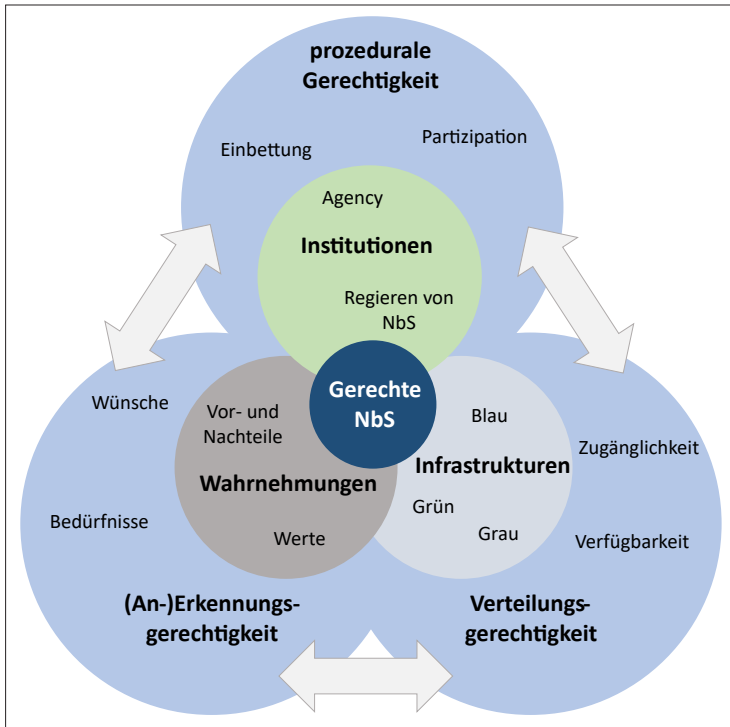 prozedurale
Gerechtigkeit
Einbettung
Partizipation
Agency
Institutionen
Regieren von
NbS
Gerechte
NbS
Wünsche
Vor- und
Nachteile
Wahrnehmungen
Bedürfnisse
Werte
(An-)Erkennungs-
gerechtigkeit
Blau
Zugänglichkeit
Infrastrukturen
Grün
Grau
Verfügbarkeit
Verteilungs-
gerechtigkeit